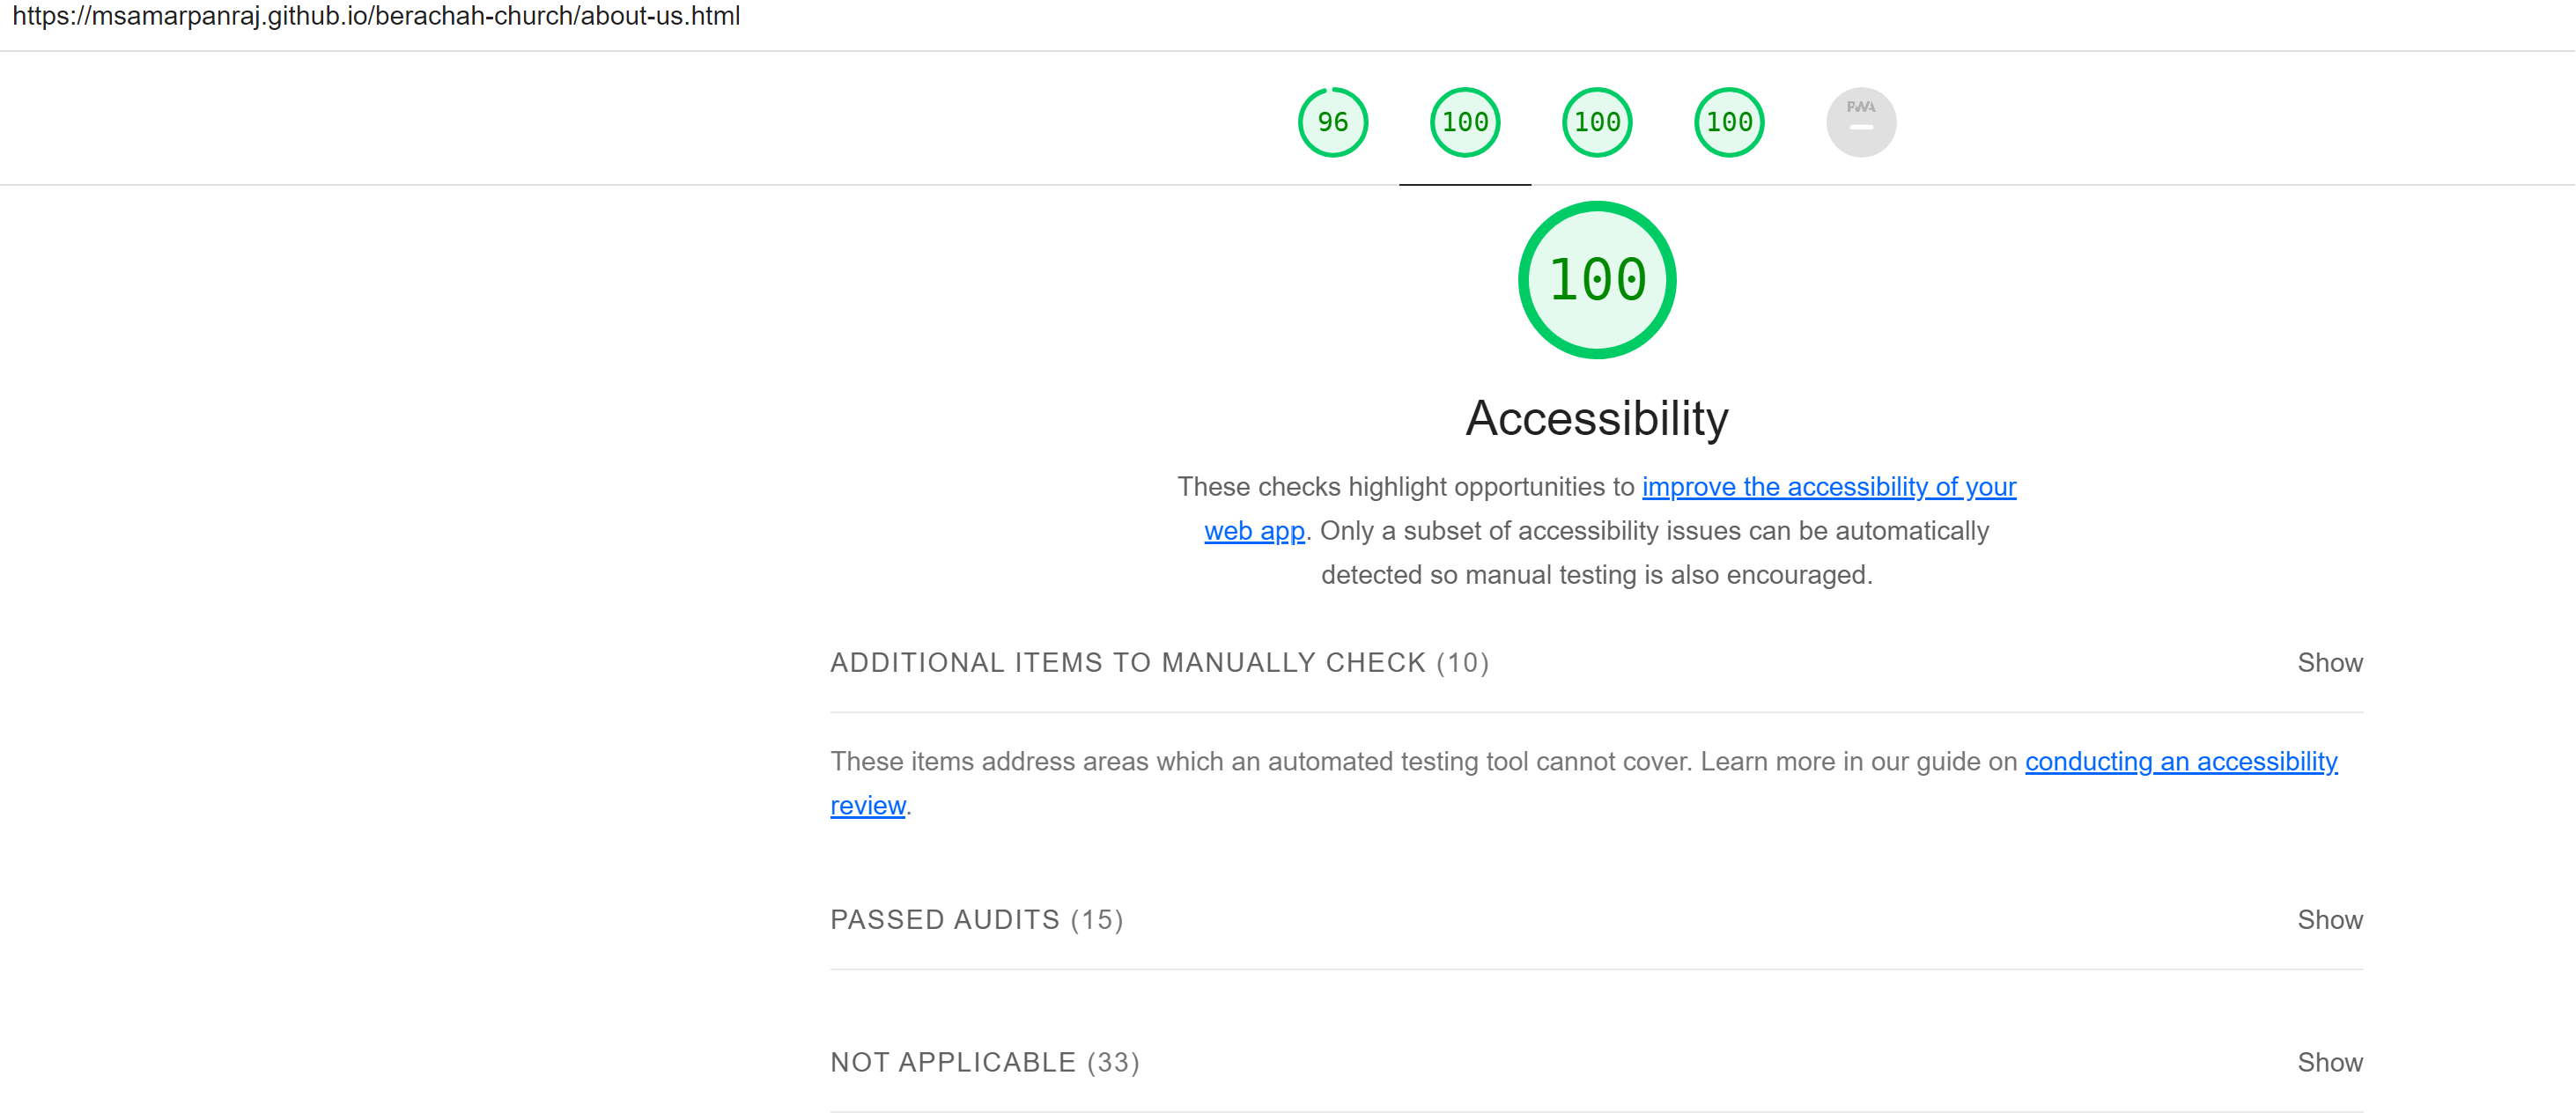 https://msamarpanraj.github.io/berachah-church/about-us.html
96 100 100 100 PWA
100
Accessibility
These checks highlight opportunities to improve the accessibility of your
web app. Only a subset of accessibility issues can be automatically
detected so manual testing is also encouraged.
ADDITIONAL ITEMS TO MANUALLY CHECK (10) Show
These items address areas which an automated testing tool cannot cover. Learn more in our guide on conducting an accessibility
review.
PASSED AUDITS (15) Show
NOT APPLICABLE (33) Show